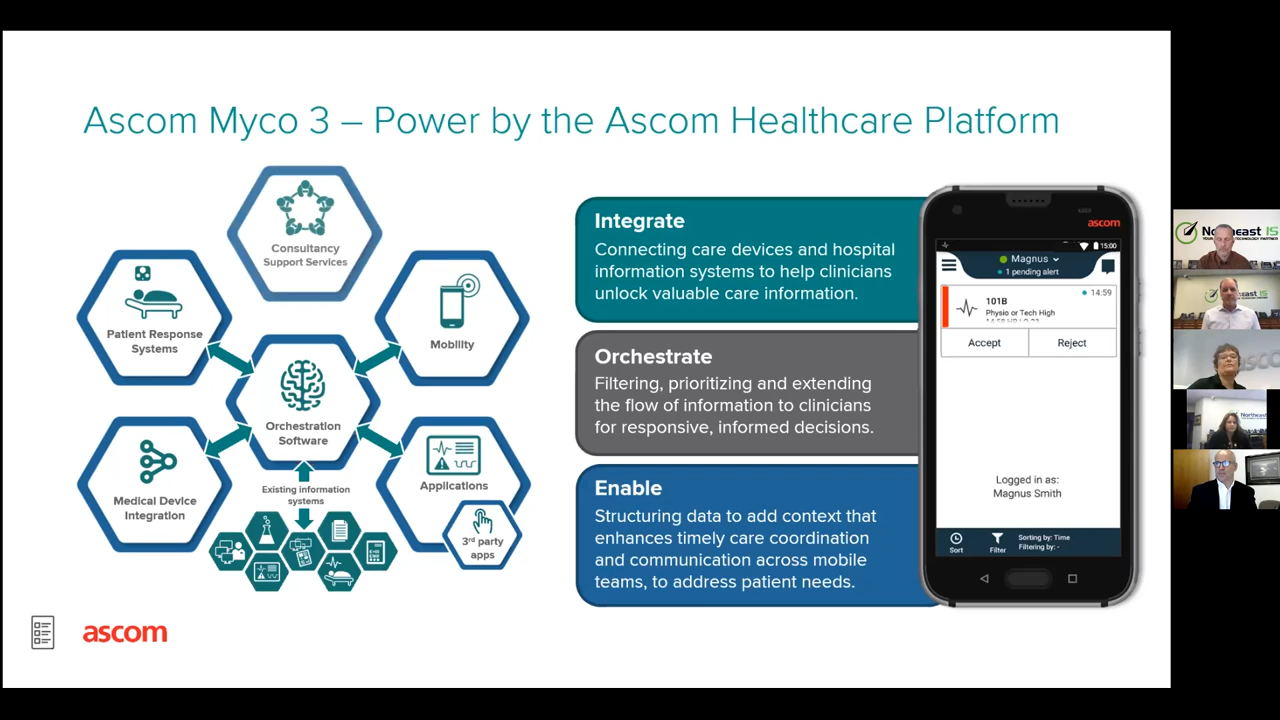 Ascom Myco 3 – Power by the Ascom Healthcare Platform
Consultancy
Support Services
Patient Response
Systems
Mobility
Orchestration
Software
Medical Device
Integration
Existing information
systems
Applications
3rd party
apps
Integrate
Connecting care devices and hospital
information systems to help clinicians
unlock valuable care information.
Orchestrate
Filtering, prioritizing and extending
the flow of information to clinicians
for responsive, informed decisions.
Enable
Structuring data to add context that
enhances timely care coordination
and communication across mobile
teams, to address patient needs.
ascom
15:00
Magnus
1 pending alert
14:59
101B
Physio or Tech High
Accept
Reject
Logged in as:
Magnus Smith
Sort
Filter
Sorting by: Time
Filtering by: -
ascom